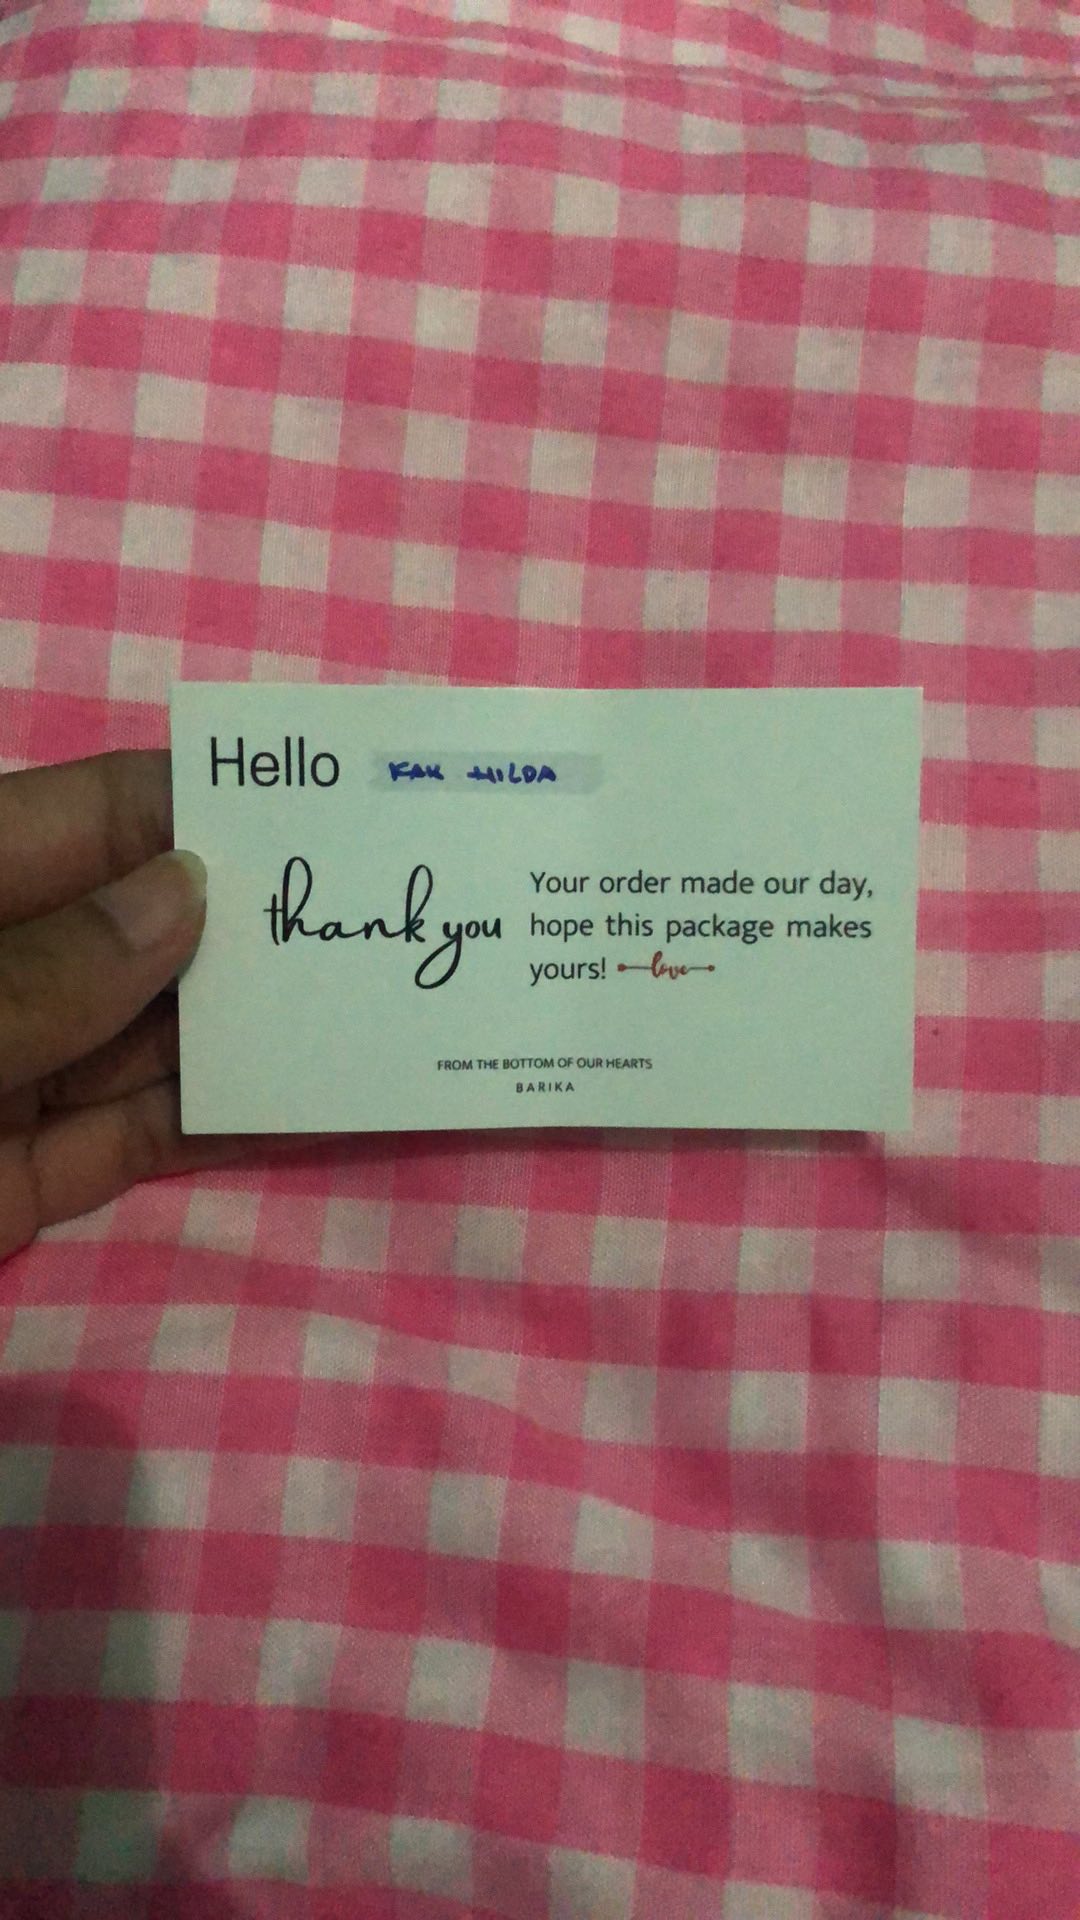 Hello KAK HILDA
thank you
Your order made our day,
hope this package makes
yours! love
FROM THE BOTTOM OF OUR HEARTS
BARIKA